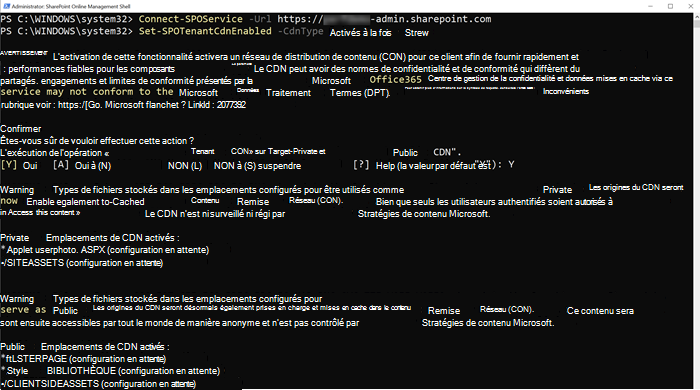 Administrator: SharePoint Online Management Shell
PS C:\WINDOWS\system32> Connect-SPOService -Url https://-admin.sharepoint.com
PS C:\WINDOWS\system32> Set-SPOTenantCdnEnabled -CdnType Activés à la fois Strew
AVERTISSEMENT L'activation de cette fonctionnalité activera un réseau de distribution de contenu (CON) pour ce client afin de fournir rapidement et
: performances fiables pour les composants Le CDN peut avoir des normes de confidentialité et de conformité qui diffèrent du
partagés. engagements et limites de conformité présentés par la Microsoft Office365 Centre de gestion de la confidentialité et données mises en cache via ce
service may not conform to the Microsoft Données Traitement Termes (DPT). Inconvénients
rubrique voir : https:/[Go. Microsoft flanchet ? LinkId : 2077392
Confirmer
Êtes-vous sûr de vouloir effectuer cette action ?
L'exécution de l'opération « Tenant CON» sur Target-Private et Public CDN".
[Y] Oui [A] Oui à (N) NON (L) NON à (S) suspendre [?] Help (la valeur par défaut est "Y"): Y
Warning Types de fichiers stockés dans les emplacements configurés pour être utilisés comme Private Les origines du CDN seront
now Enable egalement to-Cached Contenu Remise Réseau (CON). Bien que seuls les utilisateurs authentifiés soient autorisés à
in Access this content » Le CDN n'est ni surveillé ni régi par Stratégies de contenu Microsoft.
Private Emplacements de CDN activés :
* Applet userphoto. ASPX (configuration en attente)
*/SITEASSETS (configuration en attente)
Warning Types de fichiers stockés dans les emplacements configurés pour
serve as Public Les origines du CDN seront désormais également prises en charge et mises en cache dans le contenu Remise Réseau (CON). Ce contenu sera
sont ensuite accessibles par tout le monde de manière anonyme et n'est pas contrôlé par Stratégies de contenu Microsoft.
Public Emplacements de CDN activés :
*ftLSTERPAGE (configuration en attente)
*Style BIBLIOTHÈQUE (configuration en attente)
*/CLIENTSIDEASSETS (configuration en attente)